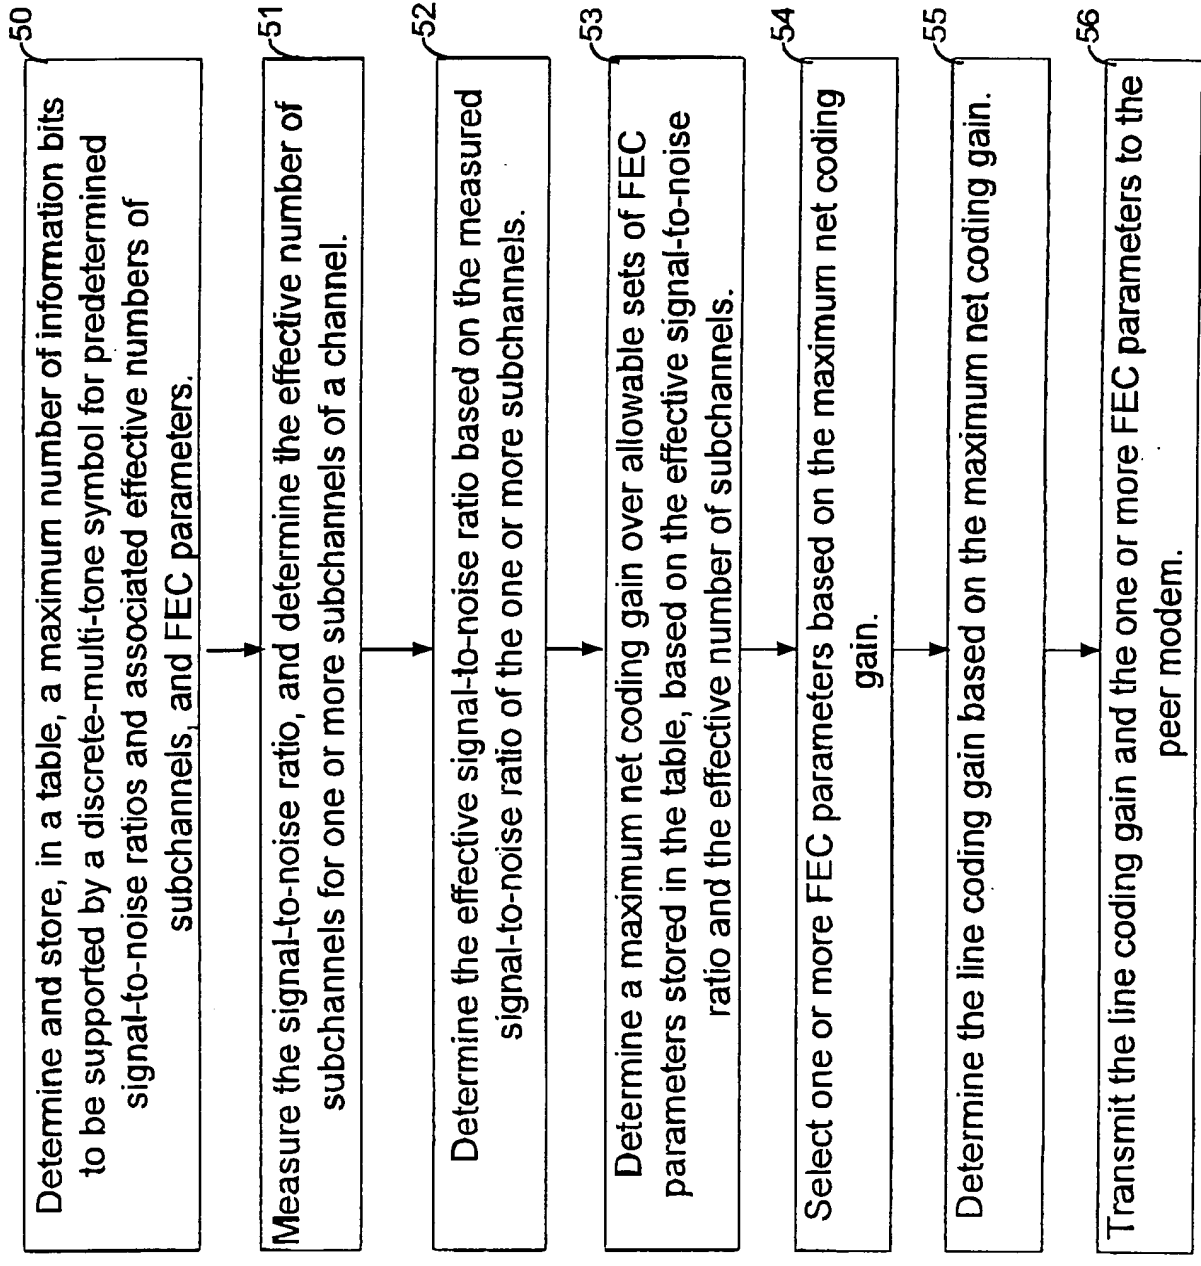 50
Determine and store, in a table, a maximum number of information bits
to be supported by a discrete-multi-tone symbol for predetermined
signal-to-noise ratios and associated effective numbers of
subchannels, and FEC parameters.
51
Measure the signal-to-noise ratio, and determine the effective number of
subchannels for one or more subchannels of a channel.
52
Determine the effective signal-to-noise ratio based on the measured
signal-to-noise ratio of the one or more subchannels.
53
Determine a maximum net coding gain over allowable sets of FEC
parameters stored in the table, based on the effective signal-to-noise
ratio and the effective number of subchannels.
54
Select one or more FEC parameters based on the maximum net coding
gain.
55
Determine the line coding gain based on the maximum net coding gain.
56
Transmit the line coding gain and the one or more FEC parameters to the
peer modem.